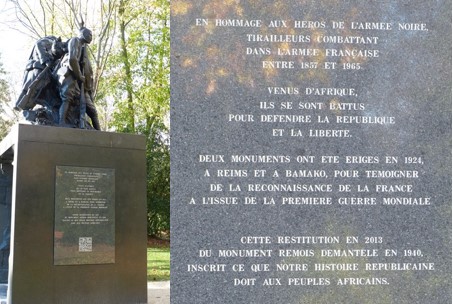 EN HOMMAGE AUX HEROS DE L'ARMEE NOIRE,
TIRAILLEURS COMBATTANT
DANS L'ARMEE FRANCAISE
ENTRE 1857 ET 1965.
VENUS D'AFRIQUE,
ILS SE SONT BATTUS
POUR DEFENDRE LA REPUBLIQUE
ET LA LIBERTE.
DEUX MONUMENTS ONT ETE ERIGES EN 1924,
A REIMS ET A BAMAKO, POUR TEMOIGNER
DE LA RECONNAISSANCE DE LA FRANCE
A L'ISSUE DE LA PREMIERE GUERRE MONDIALE
CETTE RESTITUTION EN 2013
DU MONUMENT REMOIS DEMANTELE EN 1940,
INSCRIT CE QUE NOTRE HISTOIRE REPUBLICAINE
DOIT AUX PEUPLES AFRICAINS.